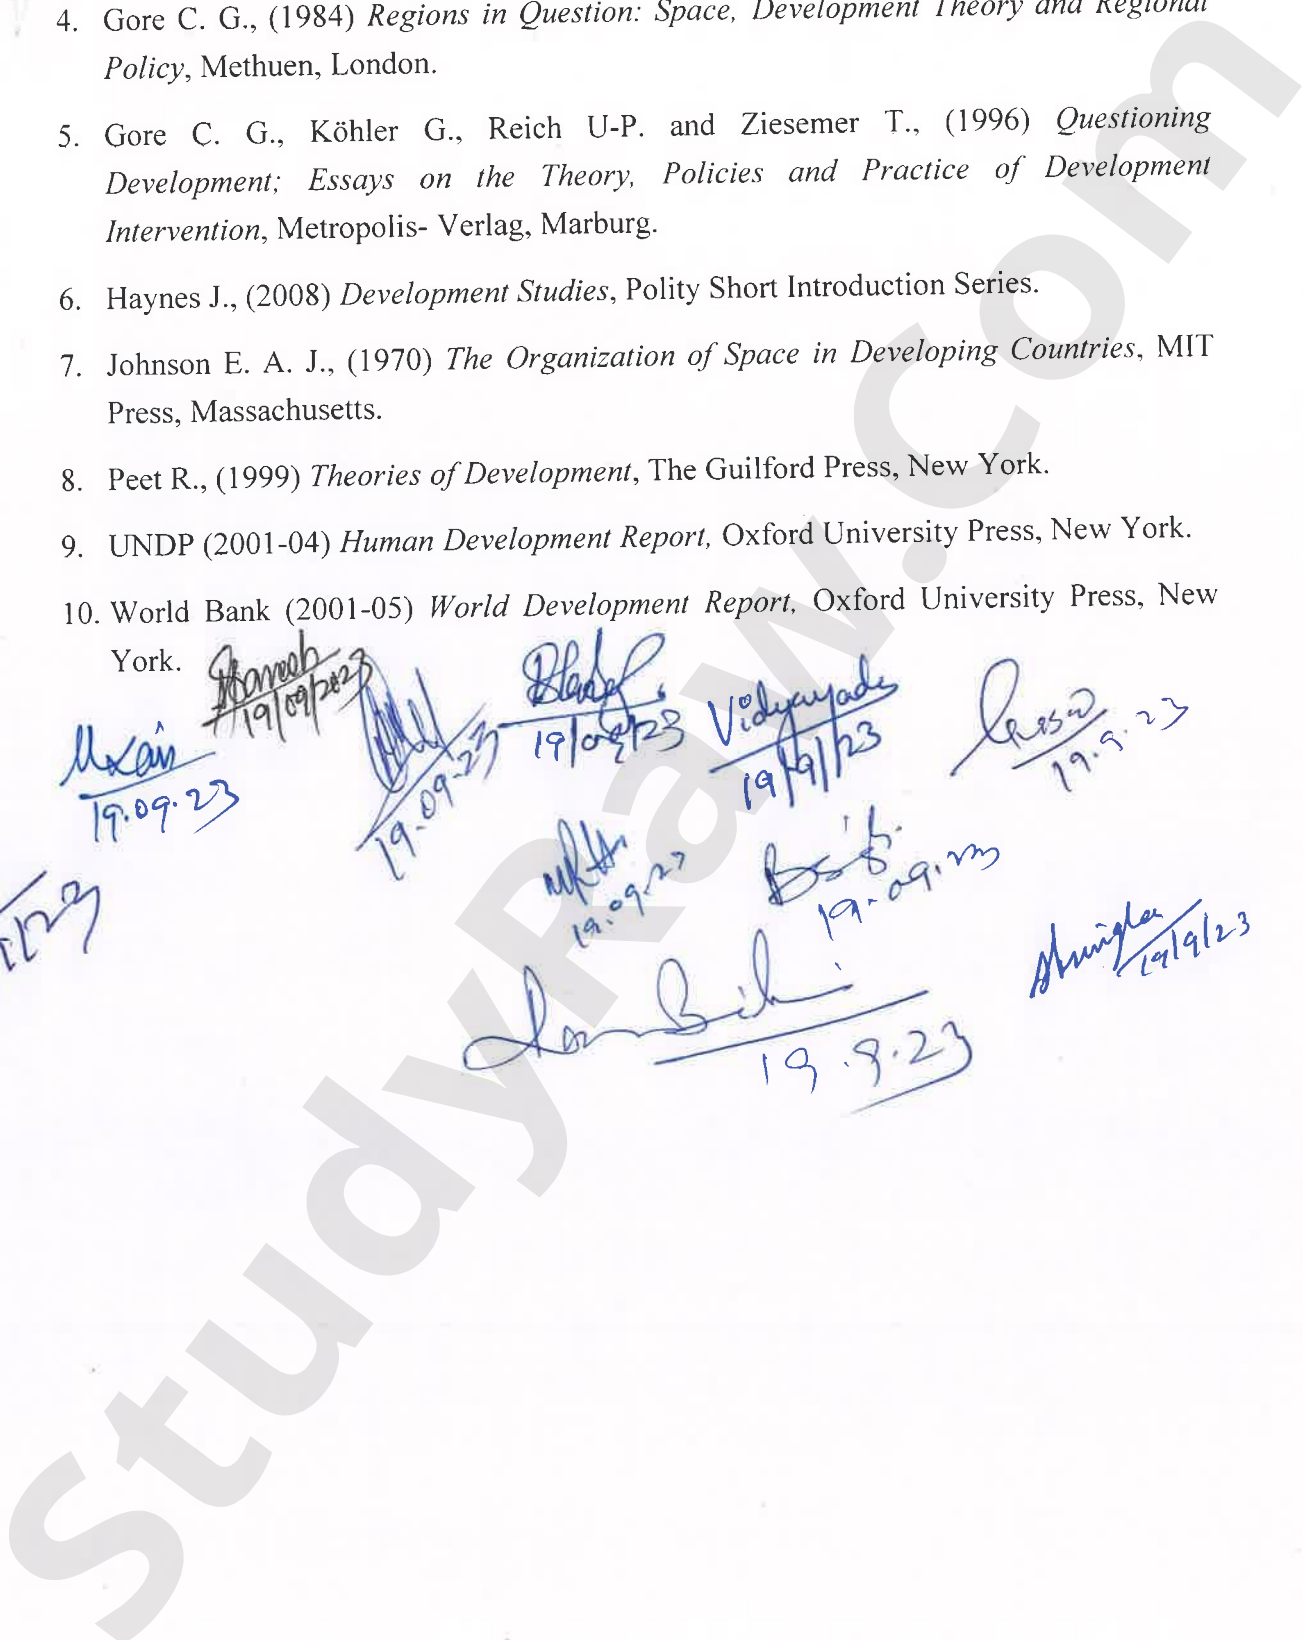 4. Gore C. G., (1984) Regions in Question: Space, Development Theory and Regional
Policy, Methuen, London.
5. Gore C. G., Köhler G., Reich U-P. and Ziesemer T., (1996) Questioning
Development; Essays on the Theory, Policies and Practice of Development
Intervention, Metropolis- Verlag, Marburg.
6. Haynes J., (2008) Development Studies, Polity Short Introduction Series.
7. Johnson E. A. J., (1970) The Organization of Space in Developing Countries, MIT
Press, Massachusetts.
8. Peet R., (1999) Theories of Development, The Guilford Press, New York.
9. UNDP (2001-04) Human Development Report, Oxford University Press, New York.
10. World Bank (2001-05) World Development Report, Oxford University Press, New
York.
19/09/2023
19/09/23
19.09.23
19.09.23
19/9/23
19.9.23
19.09.23
19.09.23
19/9/23
19.9.23
StudyRaw.Com